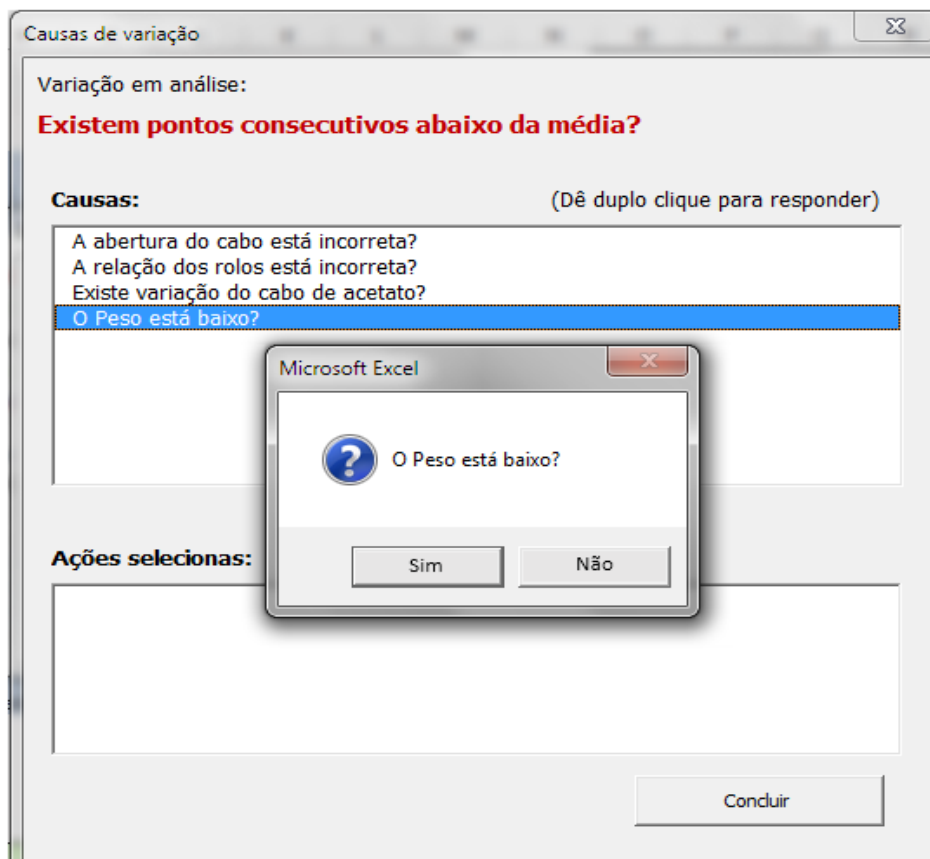 Causas de variação
Variação em análise:
Existem pontos consecutivos abaixo da média?
Causas: (Dê duplo clique para responder)
A abertura do cabo está incorreta?
A relação dos rolos está incorreta?
Existe variação do cabo de acetato?
O Peso está baixo?
Microsoft Excel
O Peso está baixo?
Sim Não
Ações selecionas:
Concluir